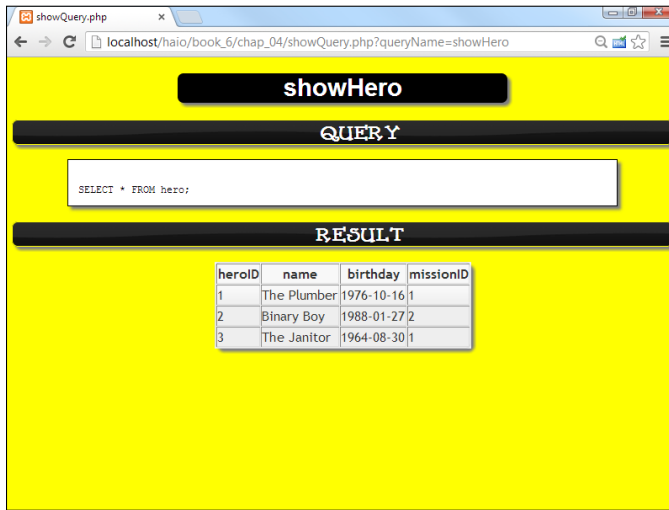 showQuery.php
localhost/haio/book_6/chap_04/showQuery.php?queryName=showHero
showHero
QUERY
SELECT * FROM hero;
RESULT
heroID name birthday missionID
1 The Plumber 1976-10-16 1
2 Binary Boy 1988-01-27 2
3 The Janitor 1964-08-30 1